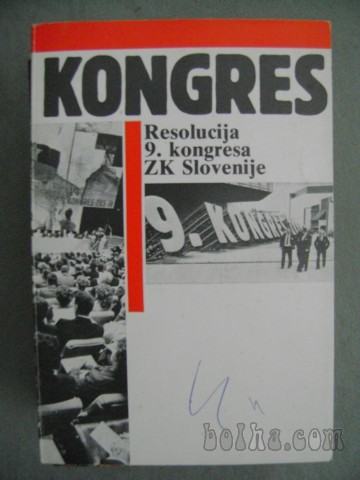 KONGRES
Resolucija
9. kongresa
ZK Slovenije
9. KONGRES
bolha.com